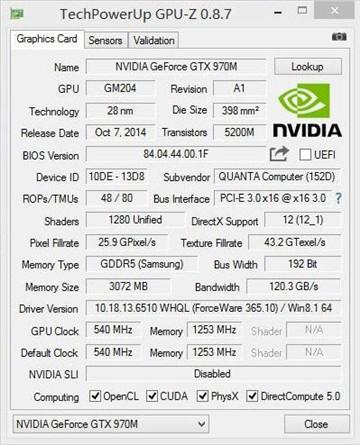 TechPowerUp GPU-Z 0.8.7
Graphics Card Sensors Validation
Name NVIDIA GeForce GTX 970M Lookup
GPU GM204 Revision A1
Technology 28 nm Die Size 398 mm²
Release Date Oct 7, 2014 Transistors 5200M
NVIDIA
BIOS Version 84.04.44.00.1F UEFI
Device ID 10DE - 13D8 Subvendor QUANTA Computer (152D)
ROPs/TMUs 48 / 80 Bus Interface PCI-E 3.0 x16 @ x16 3.0 ?
Shaders 1280 Unified DirectX Support 12 (12_1)
Pixel Fillrate 25.9 GPixel/s Texture Fillrate 43.2 GTexel/s
Memory Type GDDR5 (Samsung) Bus Width 192 Bit
Memory Size 3072 MB Bandwidth 120.3 GB/s
Driver Version 10.18.13.6510 WHQL (ForceWare 365.10) / Win8.1 64
GPU Clock 540 MHz Memory 1253 MHz Shader N/A
Default Clock 540 MHz Memory 1253 MHz Shader N/A
NVIDIA SLI Disabled
Computing OpenCL CUDA PhysX DirectCompute 5.0
NVIDIA GeForce GTX 970M Close